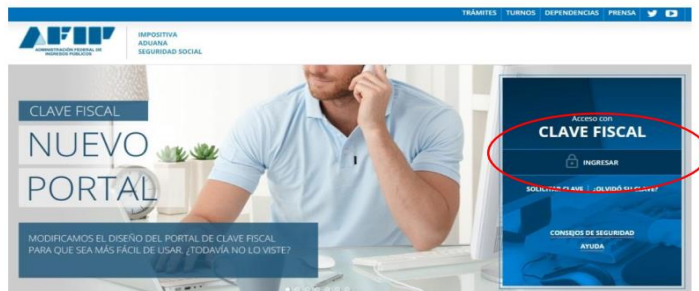 TRÁMITES TURNOS DEPENDENCIAS PRENSA
AFIP
ADMINISTRACIÓN FEDERAL DE
INGRESOS PÚBLICOS
IMPOSITIVA
ADUANA
SEGURIDAD SOCIAL
CLAVE FISCAL
NUEVO
PORTAL
MODIFICAMOS EL DISEÑO DEL PORTAL DE CLAVE FISCAL
PARA QUE SEA MÁS FÁCIL DE USAR. ¿TODAVÍA NO LO VISTE?
Acceso con
CLAVE FISCAL
INGRESAR
SOLICITAR CLAVE | ¿OLVIDÓ SU CLAVE?
CONSEJOS DE SEGURIDAD
AYUDA